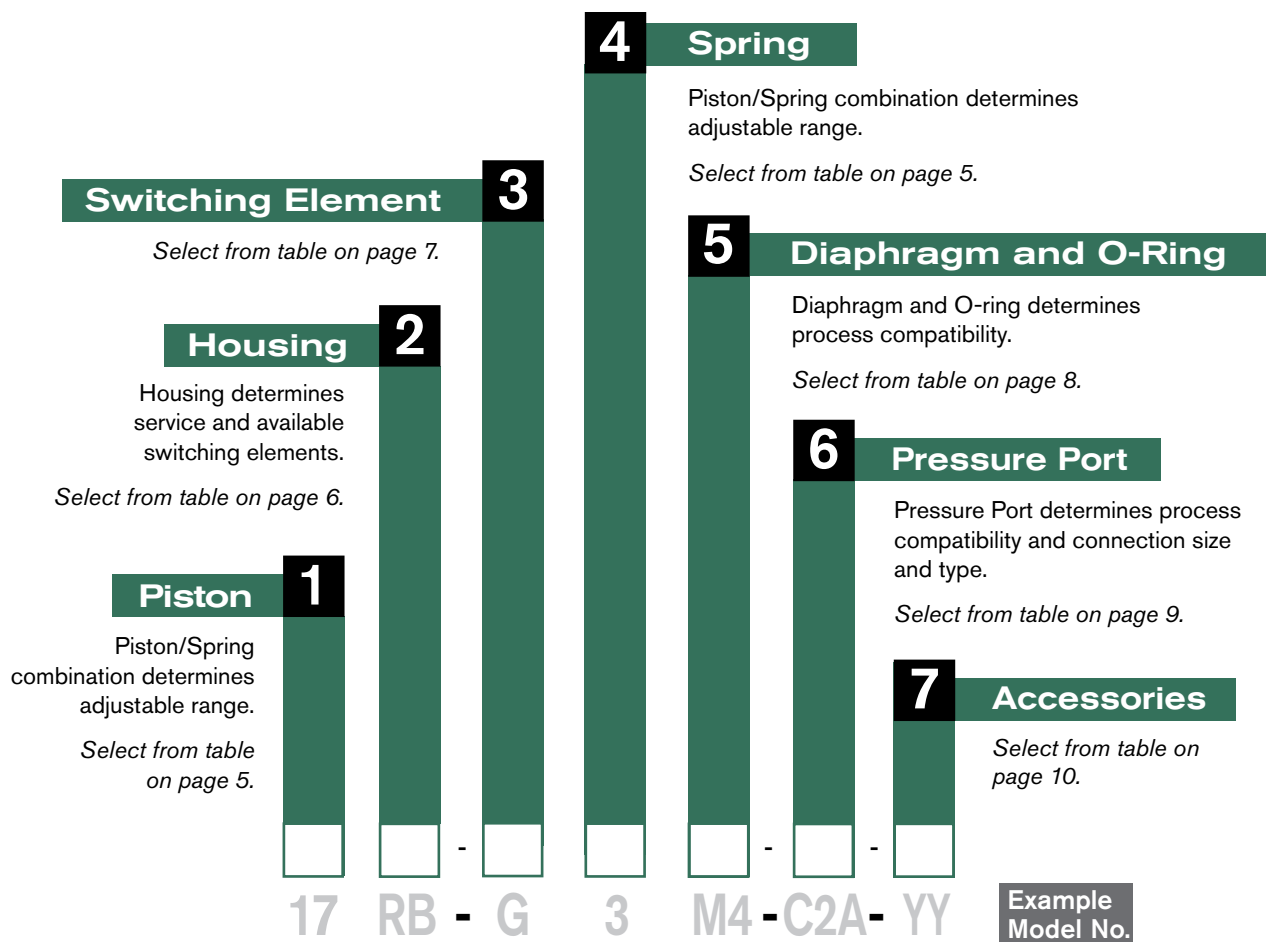 4
Spring
Piston/Spring combination determines
adjustable range.
Select from table on page 5.
3
Switching Element
Select from table on page 7.
5
Diaphragm and O-Ring
Diaphragm and O-ring determines
process compatibility.
Select from table on page 8.
2
Housing
Housing determines
service and available
switching elements.
Select from table on page 6.
6
Pressure Port
Pressure Port determines process
compatibility and connection size
and type.
Select from table on page 9.
1
Piston
Piston/Spring
combination determines
adjustable range.
Select from table
on page 5.
7
Accessories
Select from table on
page 10.
- - -
17 RB - G 3 M4 - C2A - YY
Example
Model No.